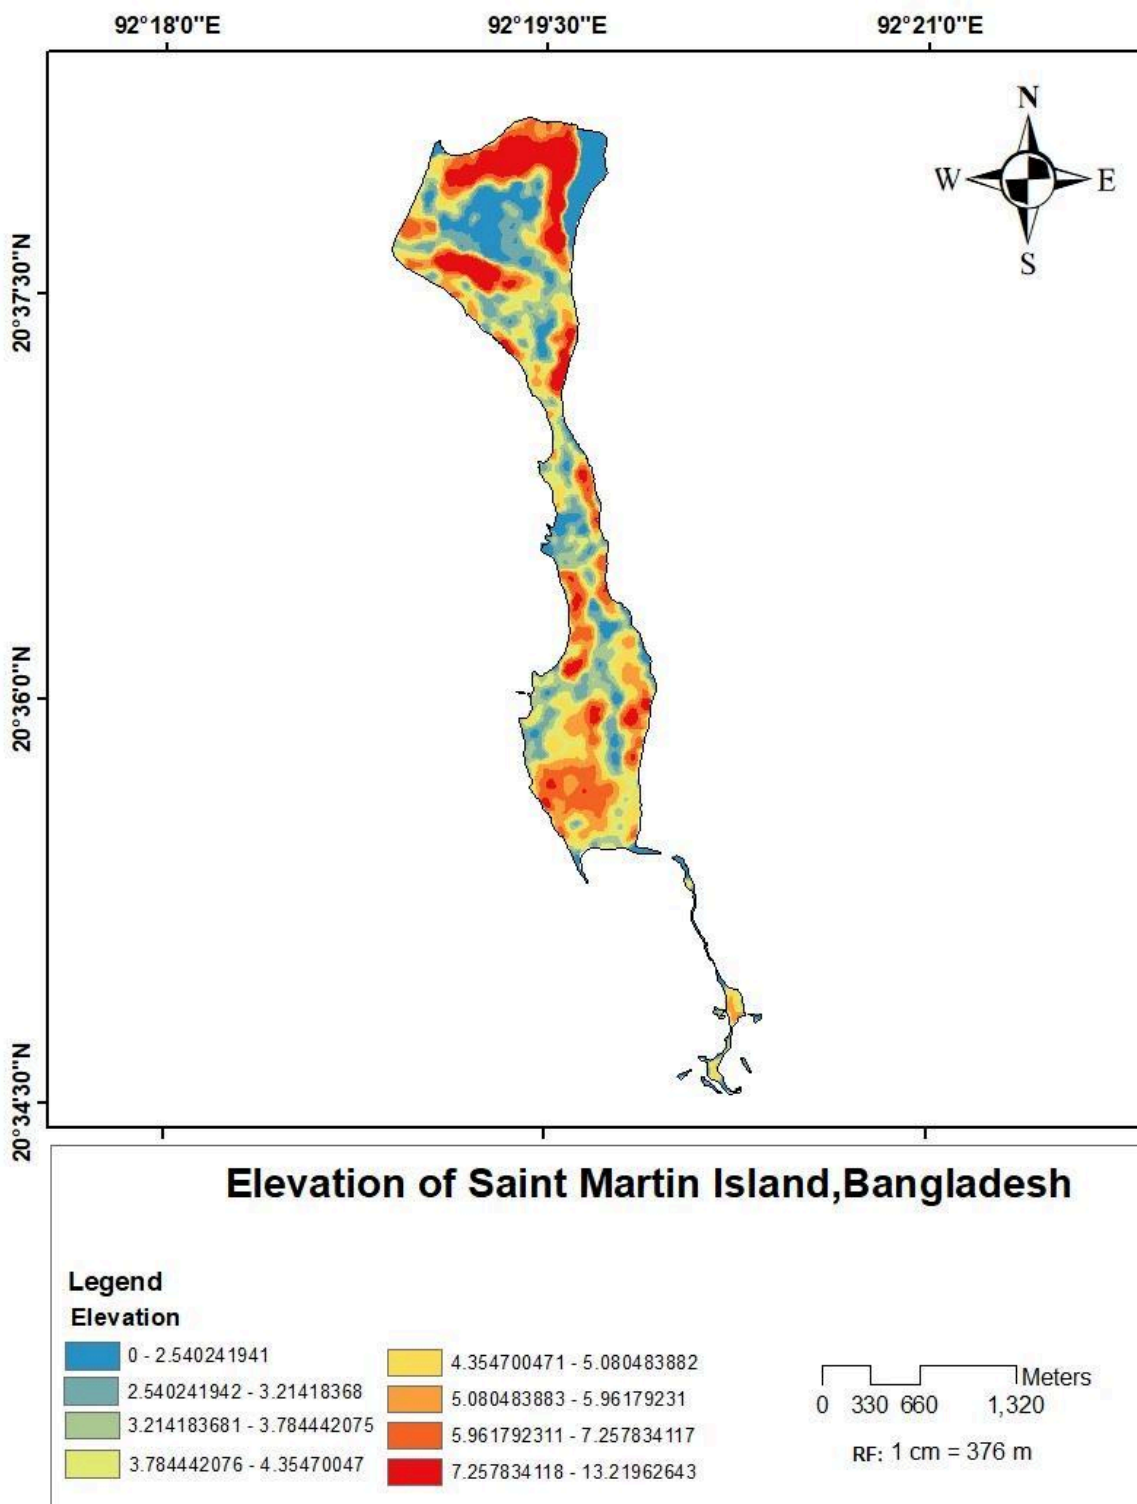 92°18'0"E 92°19'30"E 92°21'0"E
N
W E
S
20°37'30"N
20°36'0"N
20°34'30"N
Elevation of Saint Martin Island,Bangladesh
Legend
Elevation
0 - 2.540241941
2.540241942 - 3.21418368
3.214183681 - 3.784442075
3.784442076 - 4.35470047
4.354700471 - 5.080483882
5.080483883 - 5.96179231
5.961792311 - 7.257834117
7.257834118 - 13.21962643
Meters
0 330 660 1,320
RF: 1 cm = 376 m